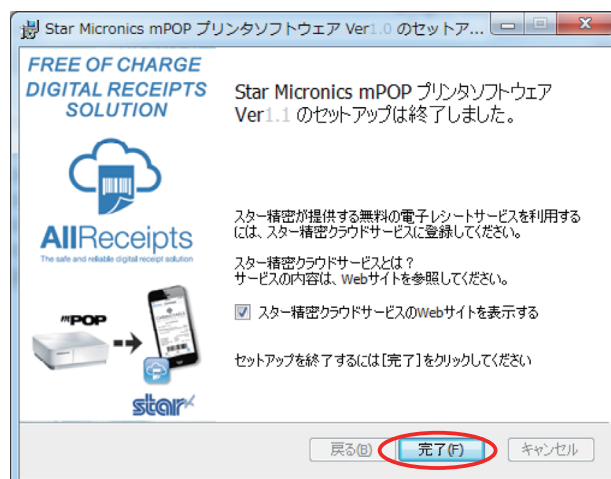 Star Micronics mPOP プリンタソフトウェア Ver1.0 のセットア...
FREE OF CHARGE
DIGITAL RECEIPTS
SOLUTION
AllReceipts
The safe and reliable digital receipt solution
mPOP
star
Star Micronics mPOP プリンタソフトウェア
Ver1.1 のセットアップは終了しました。
スター精密が提供する無料の電子レシートサービスを利用する
には、スター精密クラウドサービスに登録してください。
スター精密クラウドサービスとは？
サービスの内容は、Webサイトを参照してください。
スター精密クラウドサービスのWebサイトを表示する
セットアップを終了するには[完了]をクリックしてください
戻る(B)
完了(F)
キャンセル